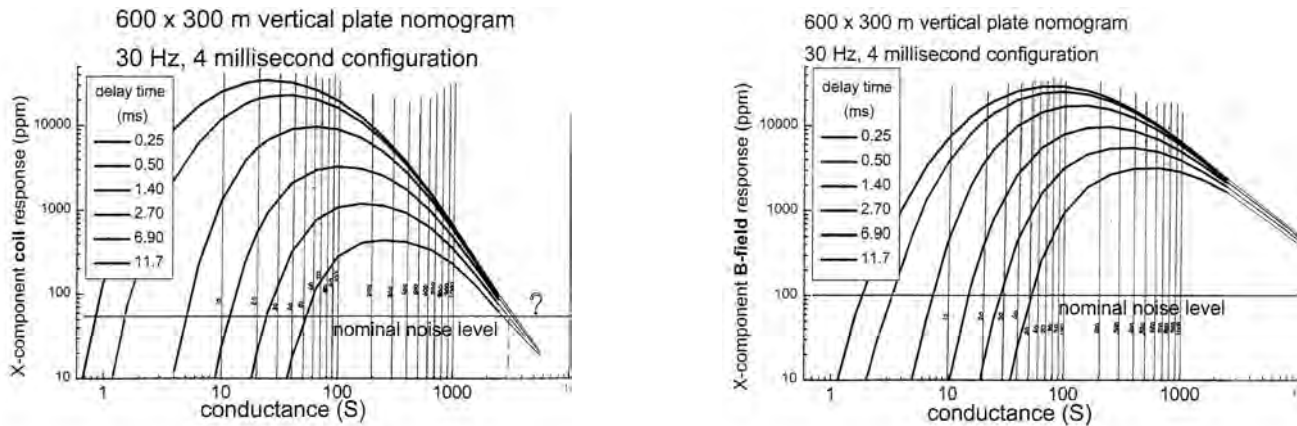 600 x 300 m vertical plate nomogram
30 Hz, 4 millisecond configuration
delay time
(ms)
0.25
0.50
1.40
2.70
6.90
11.7
X-component coil response (ppm)
10000
1000
100
10
?
nominal noise level
1
10
100
1000
conductance (S)
600 x 300 m vertical plate nomogram
30 Hz, 4 millisecond configuration
delay time
(ms)
0.25
0.50
1.40
2.70
6.90
11.7
X-component B-field response (ppm)
10000
1000
100
10
nominal noise level
1
10
100
1000
conductance (S)